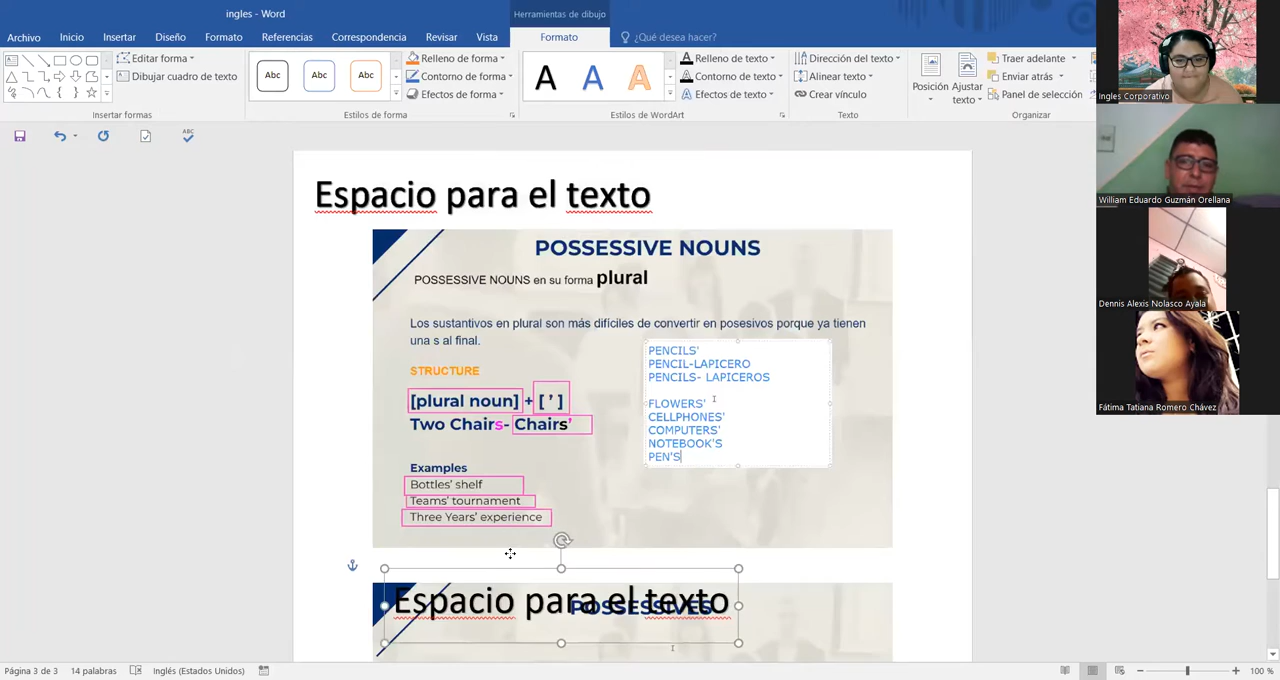 ingles - Word
Herramientas de dibujo
Archivo Inicio Insertar Diseño Formato Referencias Correspondencia Revisar Vista Formato ¿Qué desea hacer?
Editar forma
Dibujar cuadro de texto
Insertar formas
Abc Abc Abc
Relleno de forma
Contorno de forma
Efectos de forma
Estilos de forma
A A A
Relleno de texto
Contorno de texto
Efectos de texto
Estilos de WordArt
Dirección del texto
Alinear texto
Crear vínculo
Texto
Posición
Ajustar texto
Traer adelante
Enviar atrás
Panel de selección
Organizar
ABC
Ingles Corporativo
William Eduardo Guzmán Orellana
Dennis Alexis Nolasco Ayala
Fátima Tatiana Romero Chávez
Espacio para el texto
POSSESSIVE NOUNS
POSSESSIVE NOUNS en su forma plural
Los sustantivos en plural son más difíciles de convertir en posesivos porque ya tienen
una s al final.
STRUCTURE
[plural noun] + [ ’ ]
Two Chairs- Chairs’
Examples
Bottles’ shelf
Teams’ tournament
Three Years’ experience
PENCILS'
PENCIL-LAPICERO
PENCILS- LAPICEROS
FLOWERS'
CELLPHONES'
COMPUTERS'
NOTEBOOK'S
PEN'S
Espacio para el texto
POSSESSIVES
Página 3 de 3 14 palabras Inglés (Estados Unidos) 100 %